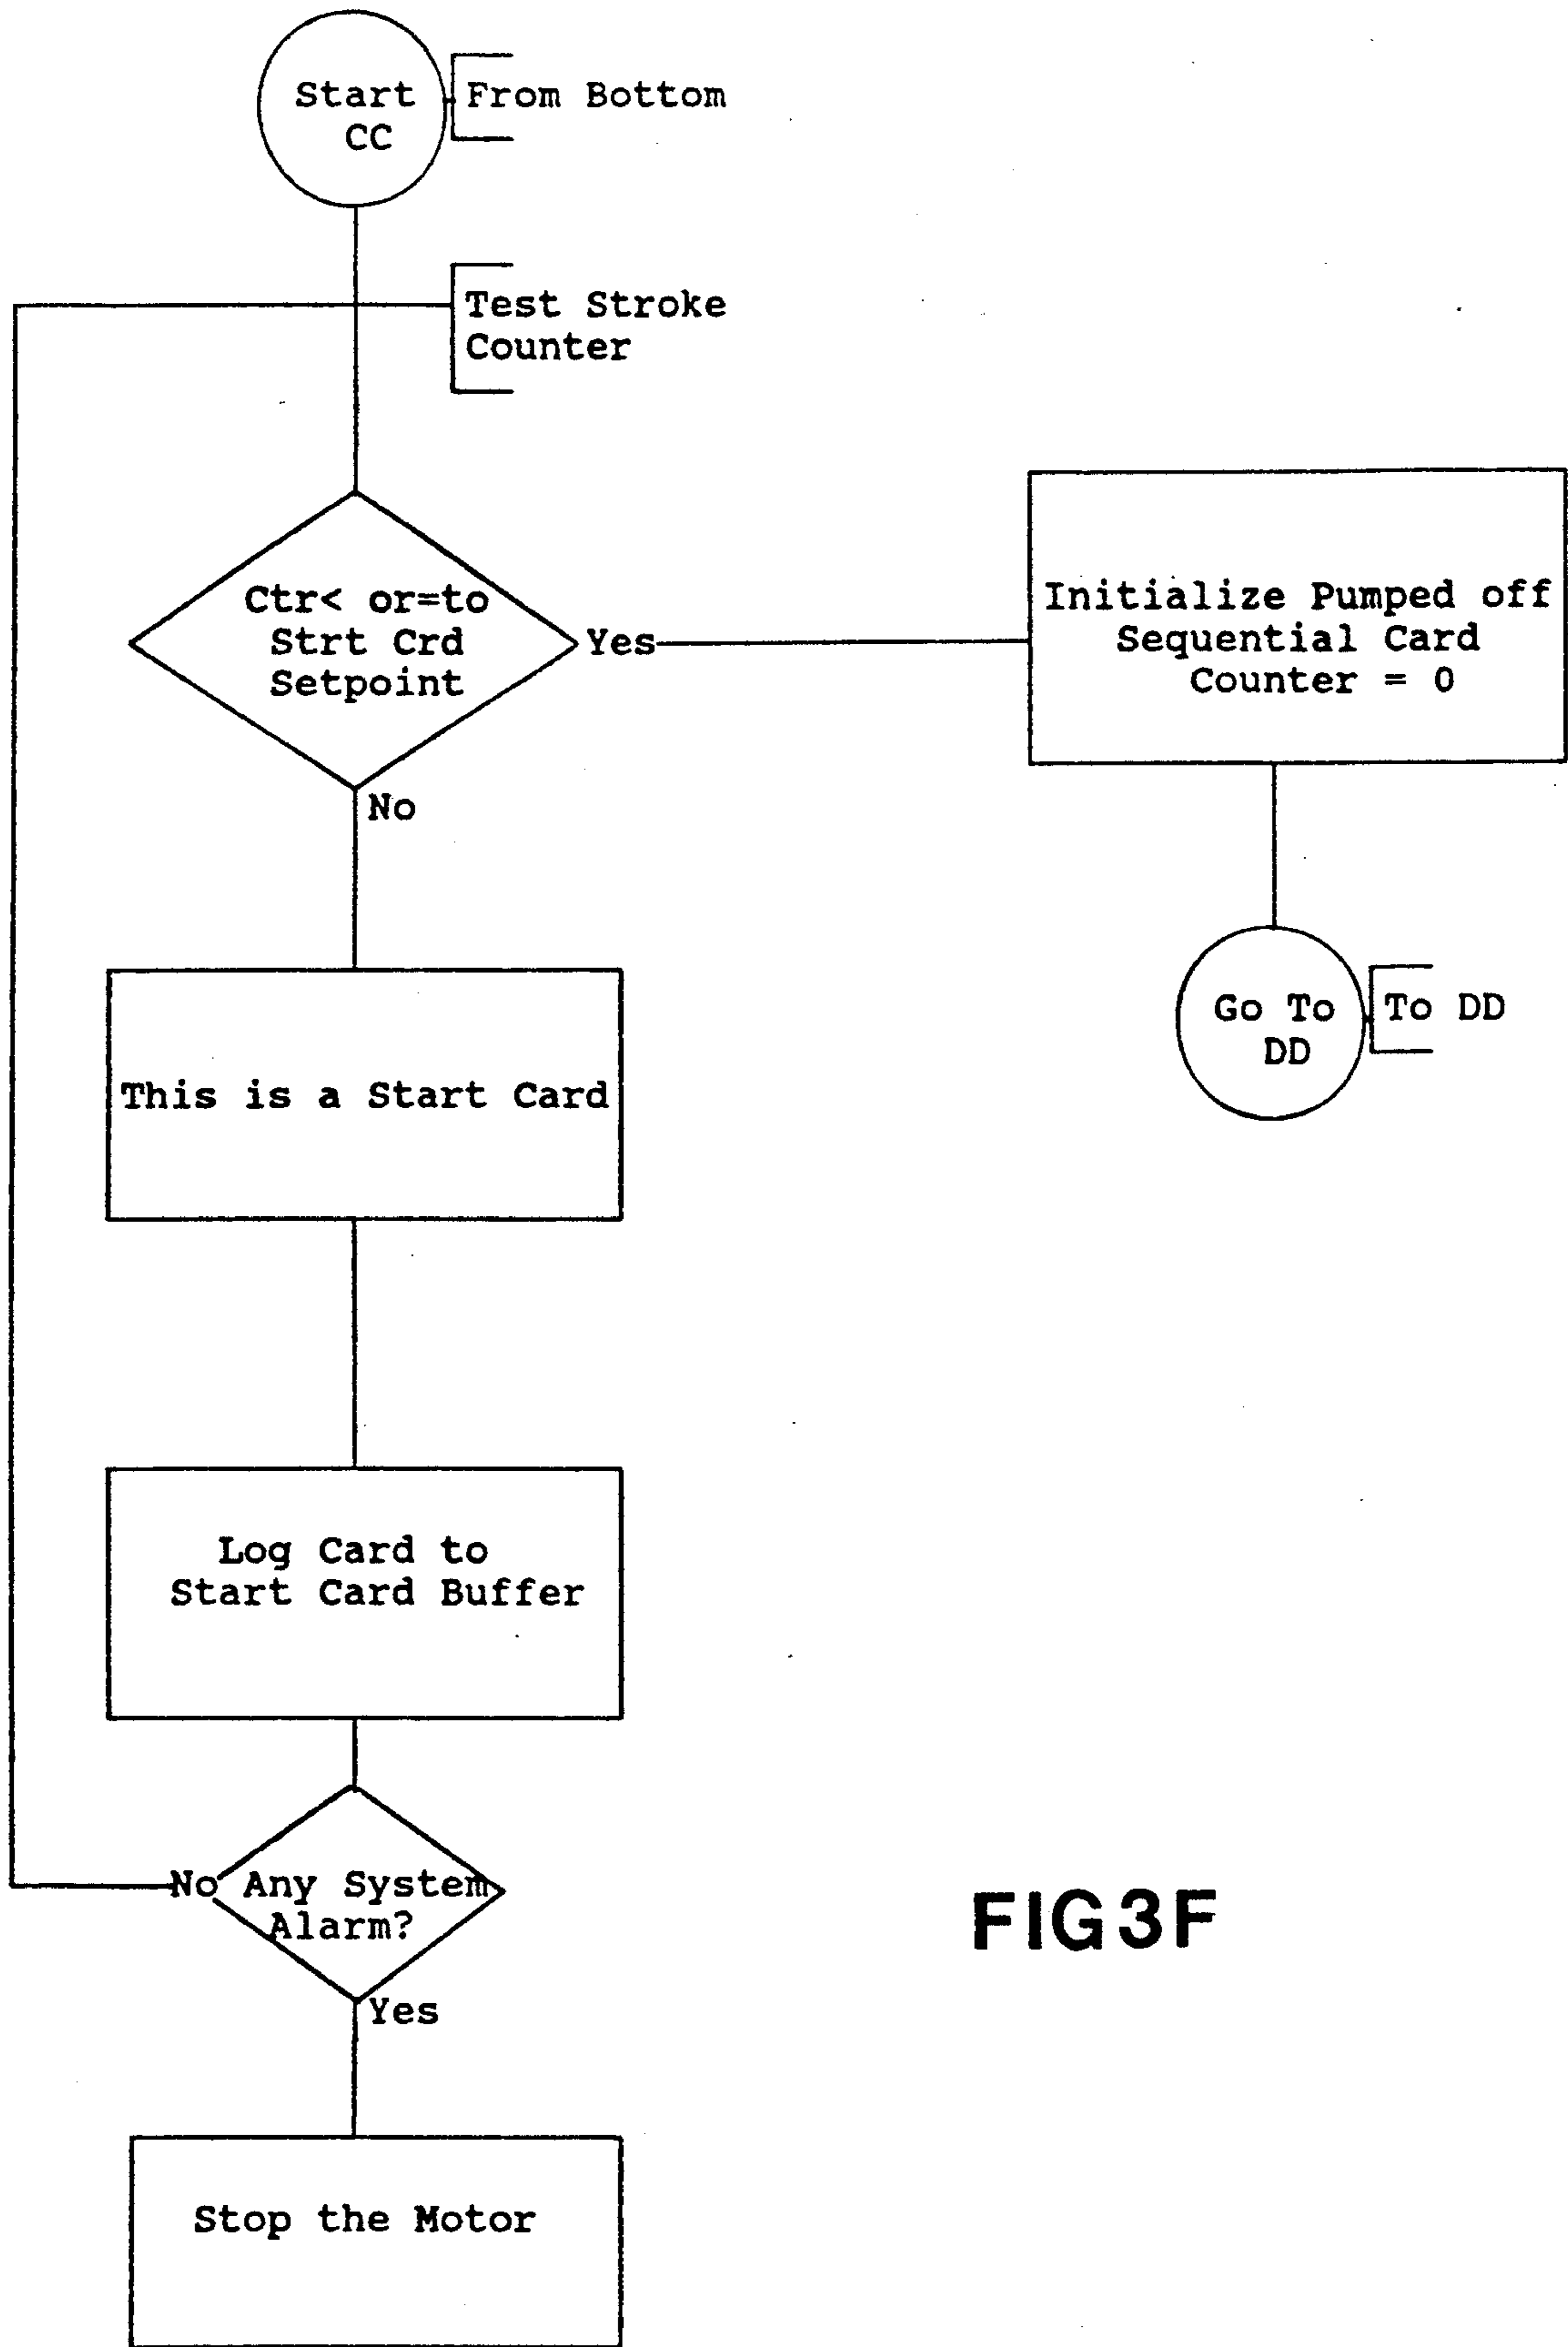 Start
CC
From Bottom
Test Stroke
Counter
Ctr< or=to
Strt Crd
Setpoint
Yes
Initialize Pumped off
Sequential Card
Counter = 0
No
Go To
DD
To DD
This is a Start Card
Log Card to
Start Card Buffer
No
Any System
Alarm?
Yes
Stop the Motor
FIG3F